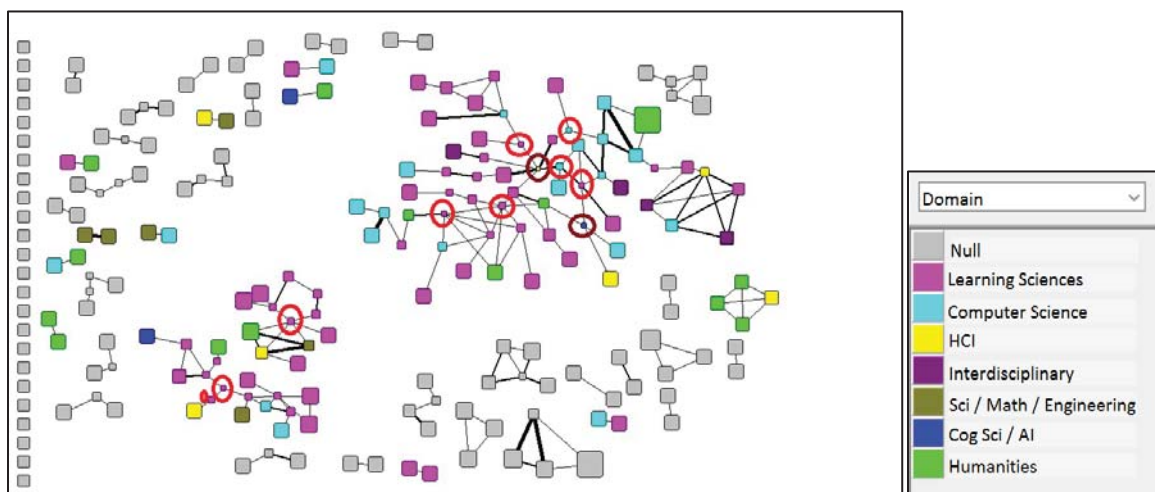 Domain
Null
Learning Sciences
Computer Science
HCI
Interdisciplinary
Sci / Math / Engineering
Cog Sci / AI
Humanities